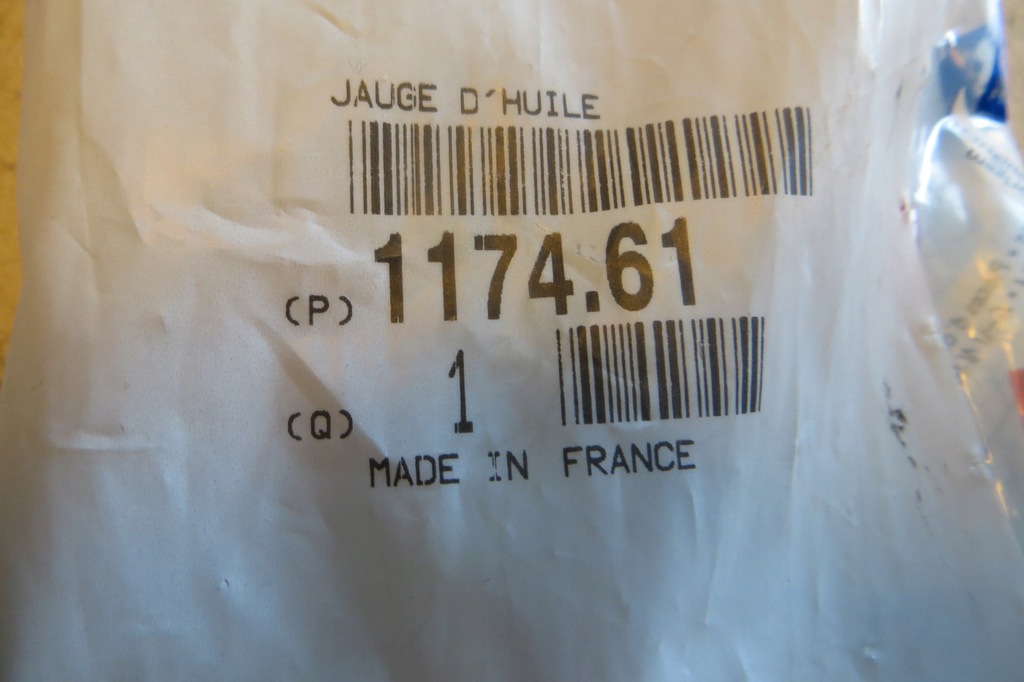 JAUGE D'HUILE
(P) 1174.61
(Q) 1
MADE IN FRANCE